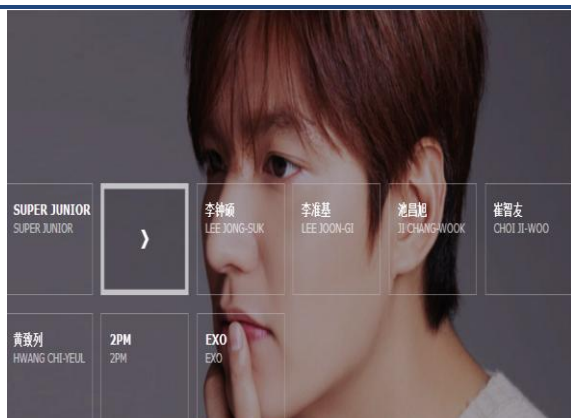 SUPER JUNIOR
SUPER JUNIOR
李钟硕
LEE JONG-SUK
李准基
LEE JOON-GI
池昌旭
JI CHANG-WOOK
崔智友
CHOI JI-WOO
黄致列
HWANG CHI-YEUL
2PM
2PM
EXO
EXO